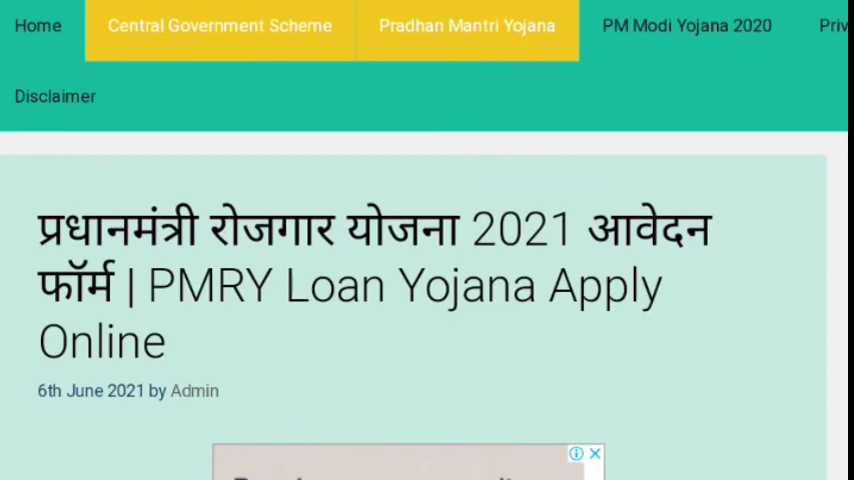 Home Central Government Scheme Pradhan Mantri Yojana PM Modi Yojana 2020
Disclaimer
प्रधानमंत्री रोजगार योजना 2021 आवेदन
फॉर्म | PMRY Loan Yojana Apply
Online
6th June 2021 by Admin